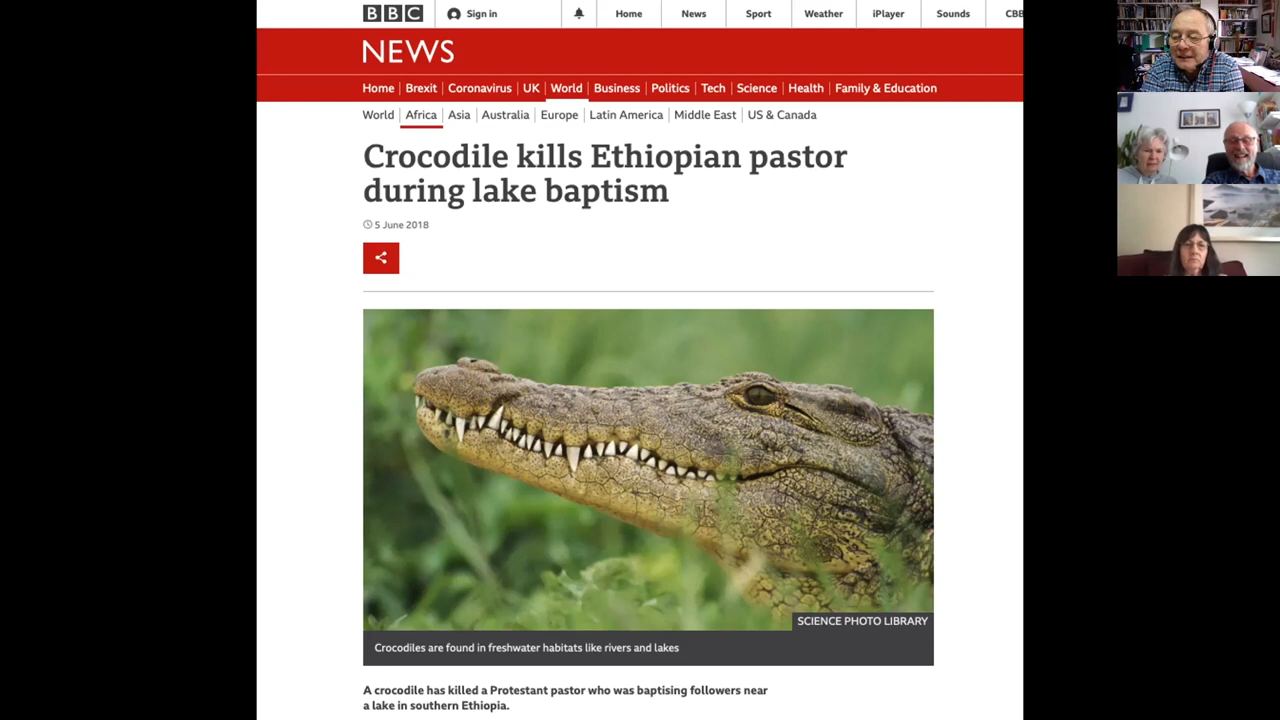 BBC Sign in Home News Sport Weather iPlayer Sounds CBB
NEWS
Home Brexit Coronavirus UK World Business Politics Tech Science Health Family & Education
World Africa Asia Australia Europe Latin America Middle East US & Canada
Crocodile kills Ethiopian pastor
during lake baptism
5 June 2018
SCIENCE PHOTO LIBRARY
Crocodiles are found in freshwater habitats like rivers and lakes
A crocodile has killed a Protestant pastor who was baptising followers near
a lake in southern Ethiopia.